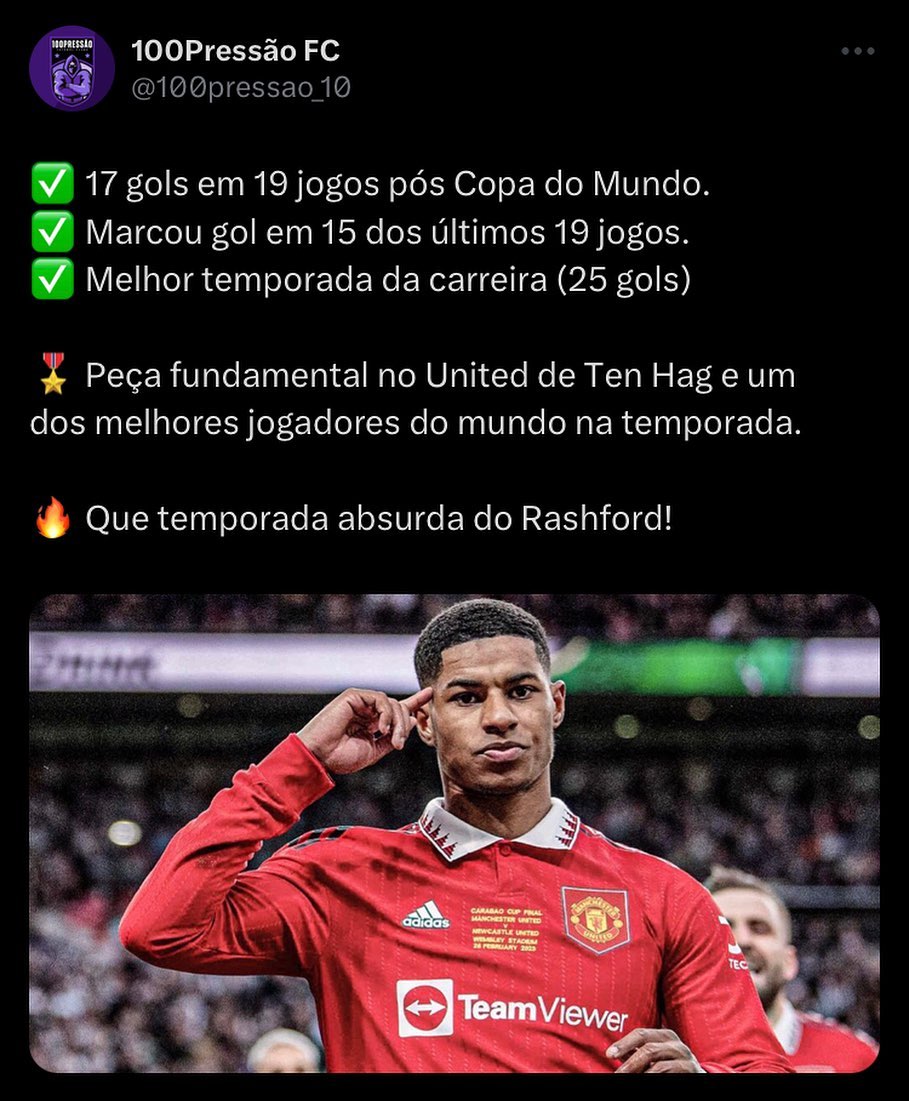 100PRESSÃO
100Pressão FC
@100pressao_10
✅ 17 gols em 19 jogos pós Copa do Mundo.
✅ Marcou gol em 15 dos últimos 19 jogos.
✅ Melhor temporada da carreira (25 gols)
🎖️ Peça fundamental no United de Ten Hag e um
dos melhores jogadores do mundo na temporada.
🔥 Que temporada absurda do Rashford!
adidas
CARABAO CUP FINAL
MANCHESTER UNITED
V
NEWCASTLE UNITED
WEMBLEY STADIUM
26 FEBRUARY 2023
MANCHESTER
UNITED
TEC
TeamViewer